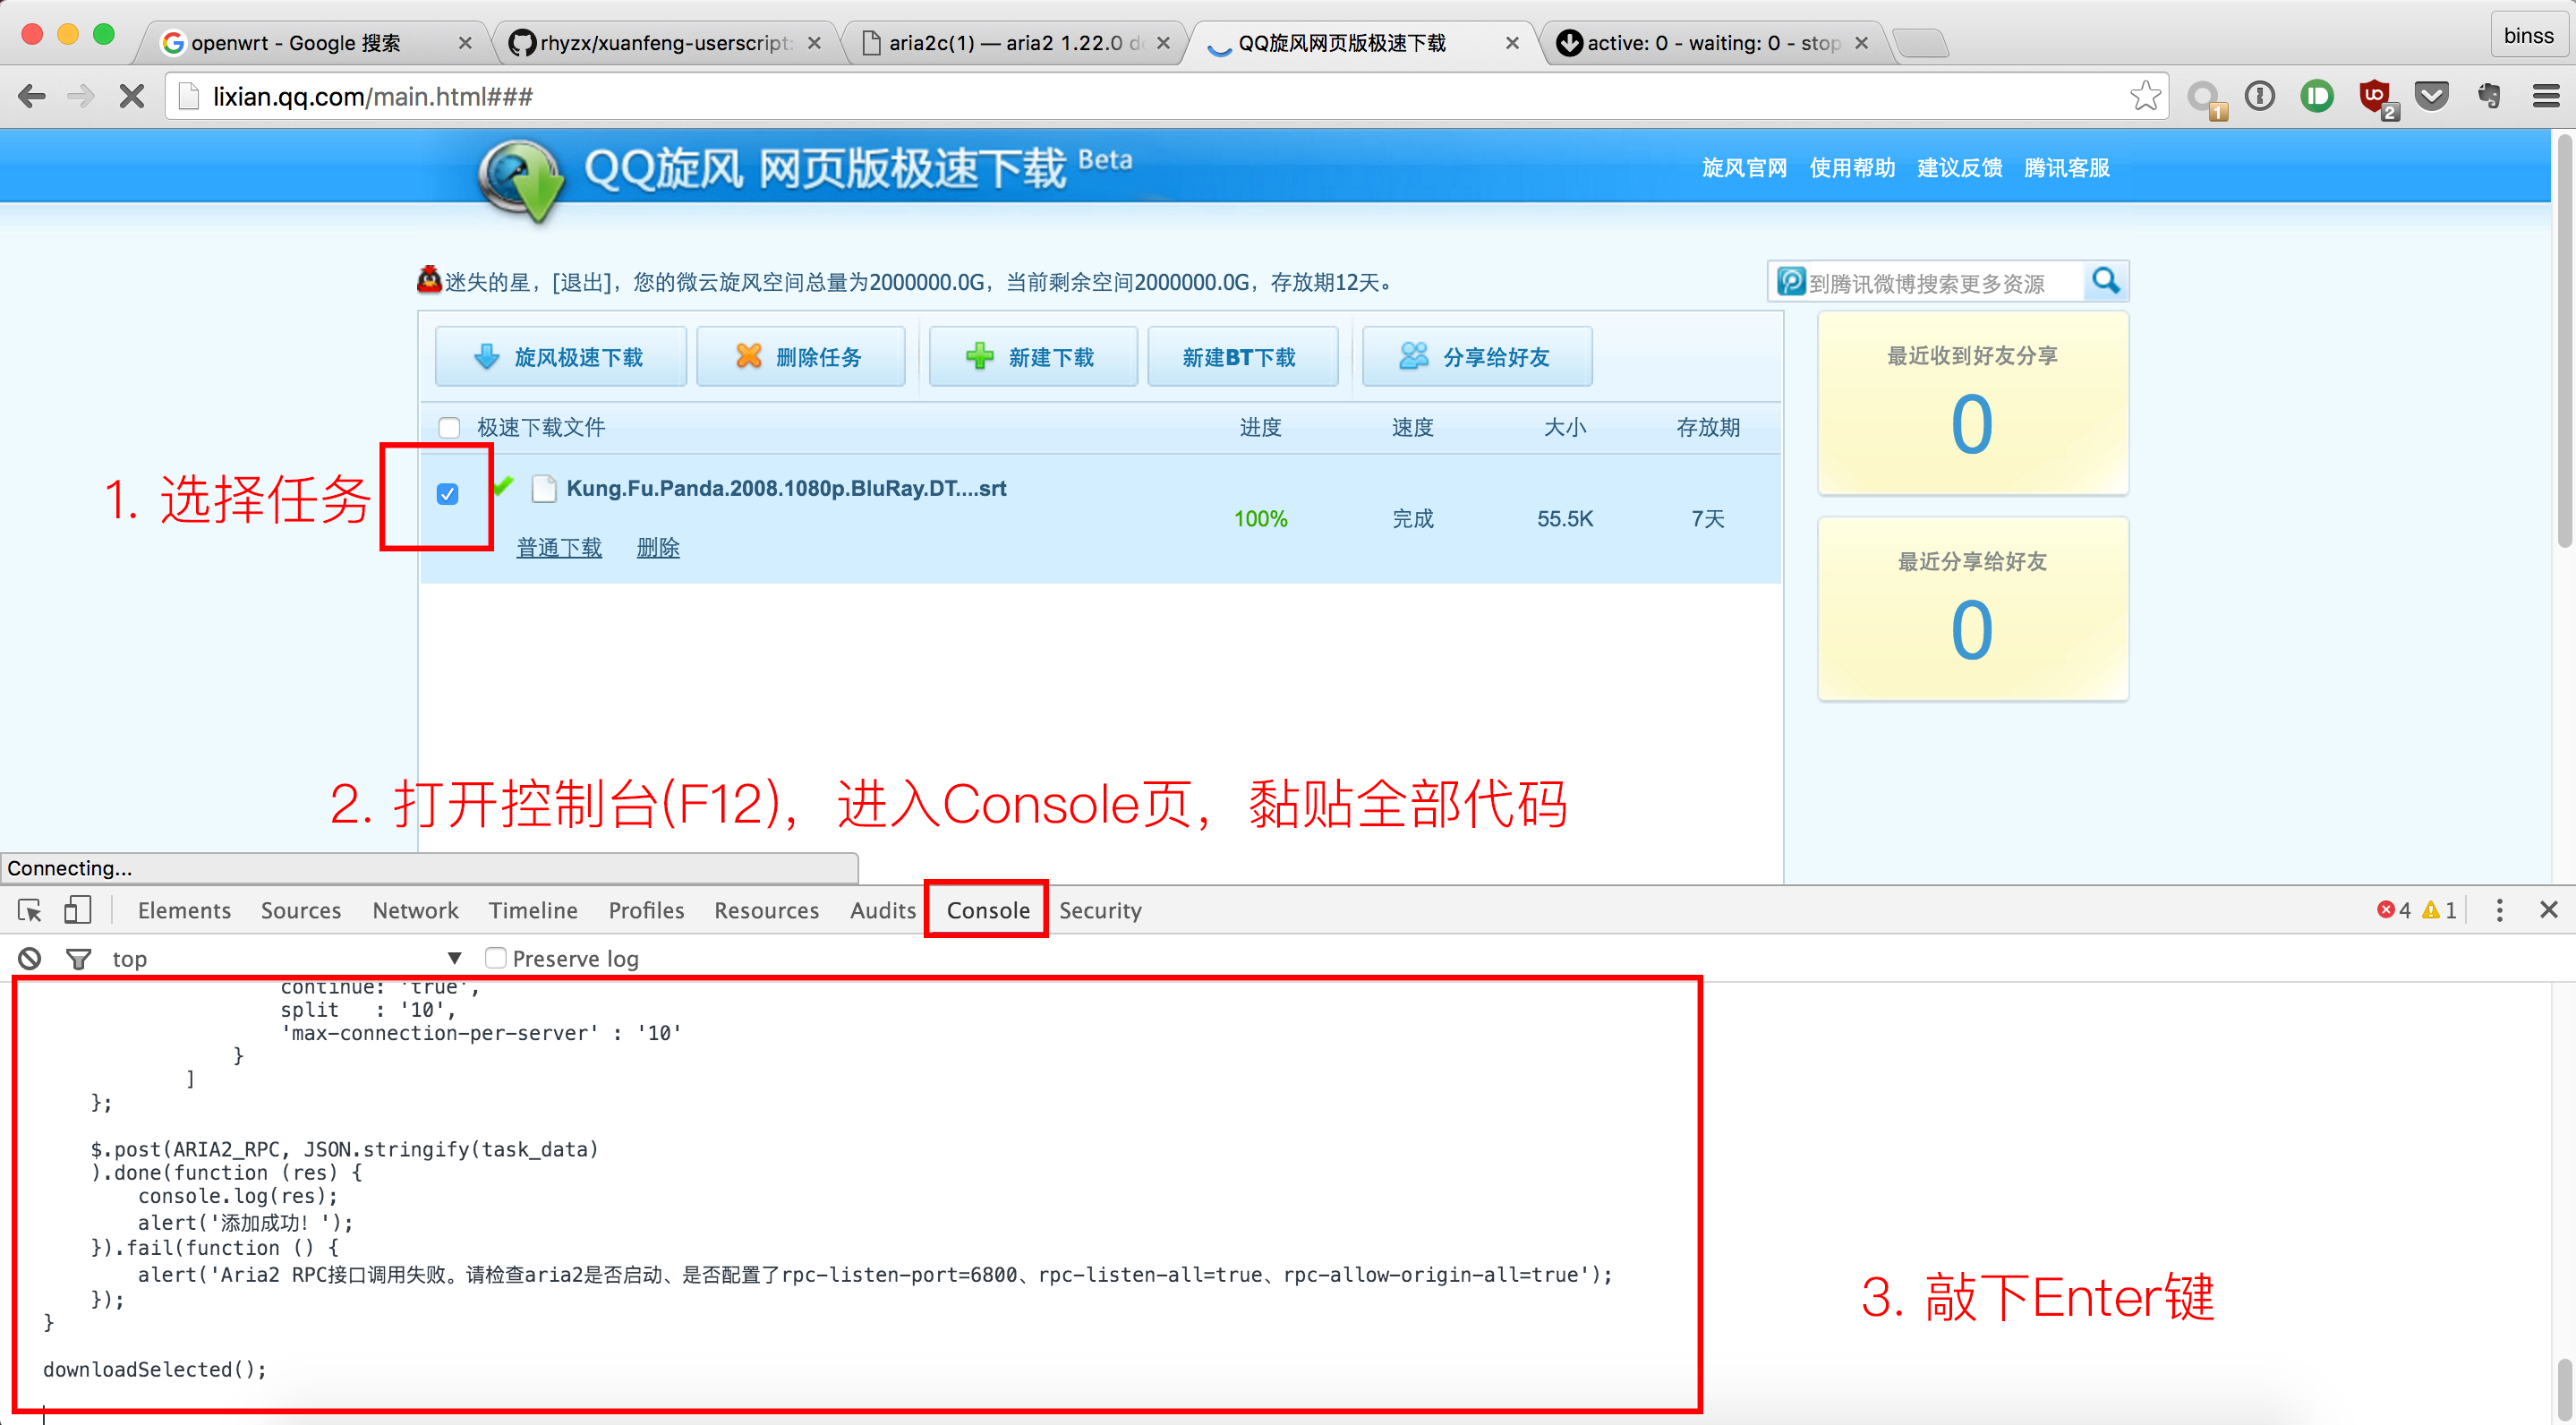 openwrt - Google 搜索
rhyzx/xuanfeng-userscript:
aria2c(1) — aria2 1.22.0 do
QQ旋风网页版极速下载
active: 0 - waiting: 0 - stop
binss
lixian.qq.com/main.html###
1
2
QQ旋风 网页版极速下载 Beta
旋风官网 使用帮助 建议反馈 腾讯客服
迷失的星，[退出]，您的微云旋风空间总量为2000000.0G，当前剩余空间2000000.0G，存放期12天。
到腾讯微博搜索更多资源
旋风极速下载 删除任务 新建下载 新建BT下载 分享给好友
最近收到好友分享
0
极速下载文件 进度 速度 大小 存放期
1. 选择任务
Kung.Fu.Panda.2008.1080p.BluRay.DT....srt
100% 完成 55.5K 7天
普通下载 删除
最近分享给好友
0
2. 打开控制台(F12)，进入Console页，黏贴全部代码
Connecting...
Elements Sources Network Timeline Profiles Resources Audits Console Security
4 1
top Preserve log
continue: 'true',
split : '10',
'max-connection-per-server' : '10'
}
]
};
$.post(ARIA2_RPC, JSON.stringify(task_data)
).done(function (res) {
console.log(res);
alert('添加成功！');
}).fail(function () {
alert('Aria2 RPC接口调用失败。请检查aria2是否启动、是否配置了rpc-listen-port=6800、rpc-listen-all=true、rpc-allow-origin-all=true');
});
}
3. 敲下Enter键
downloadSelected();